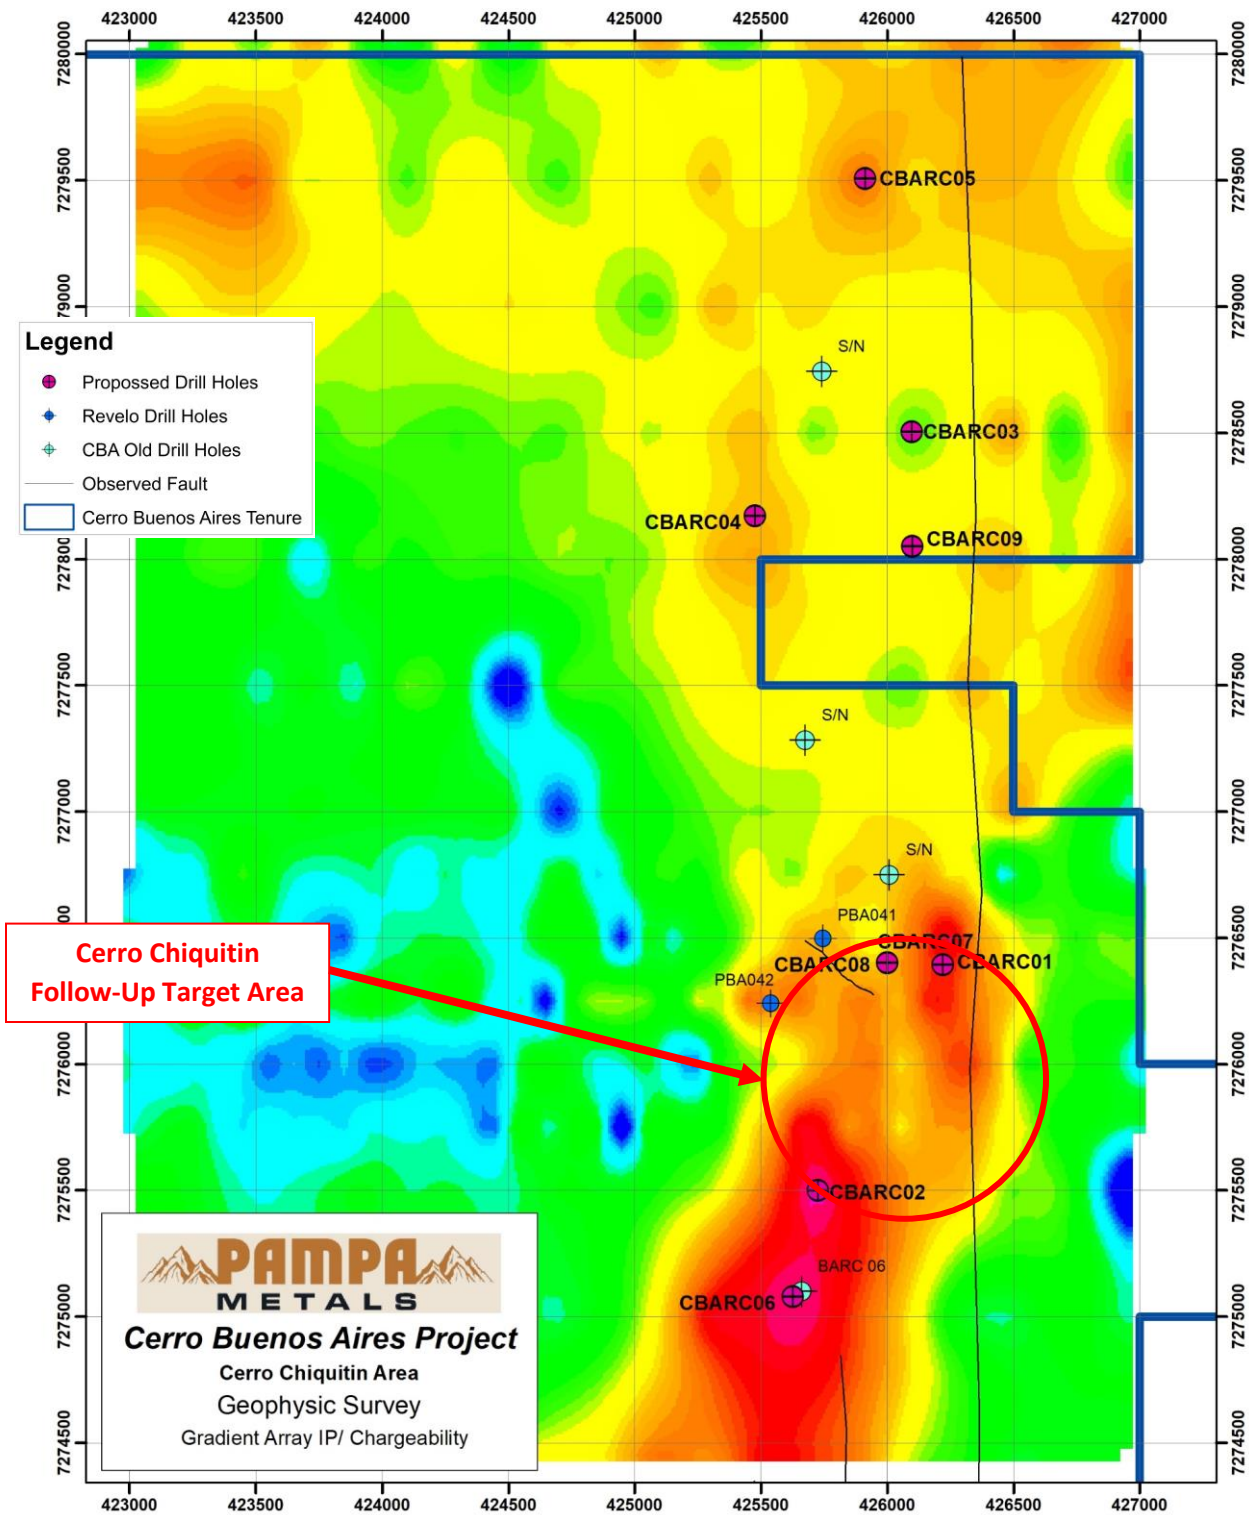 423000 423500 424000 424500 425000 425500 426000 426500 427000
7280000
7280000
7279500
7279500
CBARC05
7279000
7279000
Legend
Propossed Drill Holes
Revelo Drill Holes
CBA Old Drill Holes
Observed Fault
Cerro Buenos Aires Tenure
S/N
CBARC03
7278500
CBARC04
CBARC09
7278000
7277500
7277500
S/N
7277000
7277000
S/N
PBA041
7276500
CBARC07
CBARC08
CBARC01
PBA042
Cerro Chiquitin
Follow-Up Target Area
7276000
7276000
7275500
7275500
CBARC02
BARC 06
CBARC06
7275000
7275000
PAMPA
METALS
Cerro Buenos Aires Project
Cerro Chiquitin Area
Geophysic Survey
Gradient Array IP/ Chargeability
7274500
7274500
423000 423500 424000 424500 425000 425500 426000 426500 427000